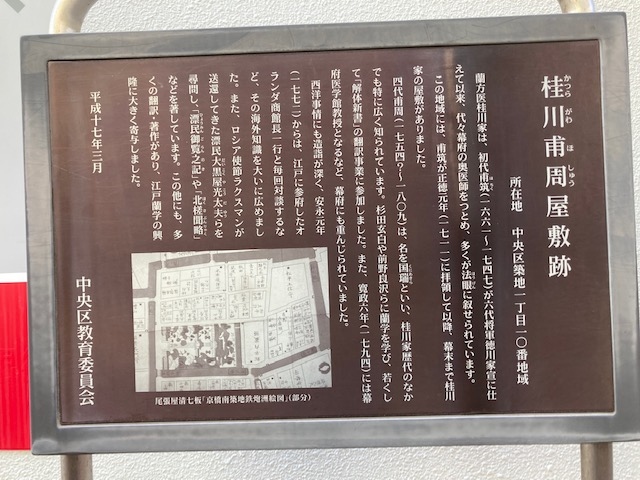 桂川甫周屋敷跡
所在地　中央区築地一丁目一〇番地域
蘭方医桂川家は、初代甫筑（一六六一～一七四七）が六代将軍徳川家宣に仕
えて以来、代々幕府の奥医師をつとめ、多くが法眼に叙せられています。
この地域には、甫筑が正徳元年（一七一一）に拝領して以降、幕末まで桂川
家の屋敷がありました。
四代甫周（一七五四？～一八〇九）は、名を国瑞といい、桂川家歴代のなか
でも特に広く知られています。杉田玄白や前野良沢らに蘭学を学び、若くし
て『解体新書』の翻訳事業に参加しました。また、寛政六年（一七九四）には幕
府医学館教授となるなど、幕府にも重んじられていました。
西洋事情にも造詣が深く、安永元年
（一七七二）からは、江戸に参府したオ
ランダ商館長一行と毎回対談するな
ど、その海外知識を大いに広めまし
た。また、ロシア使節ラクスマンが
送還してきた漂民大黒屋光太夫らを
尋問し、『漂民御覧之記』や『北槎聞略』
などを著しています。この他にも、多
くの翻訳・著作があり、江戸蘭学の興
隆に大きく寄与しました。
平成十七年三月
中央区教育委員会
尾張屋清七板「京橋南築地鉄炮洲絵図」（部分）